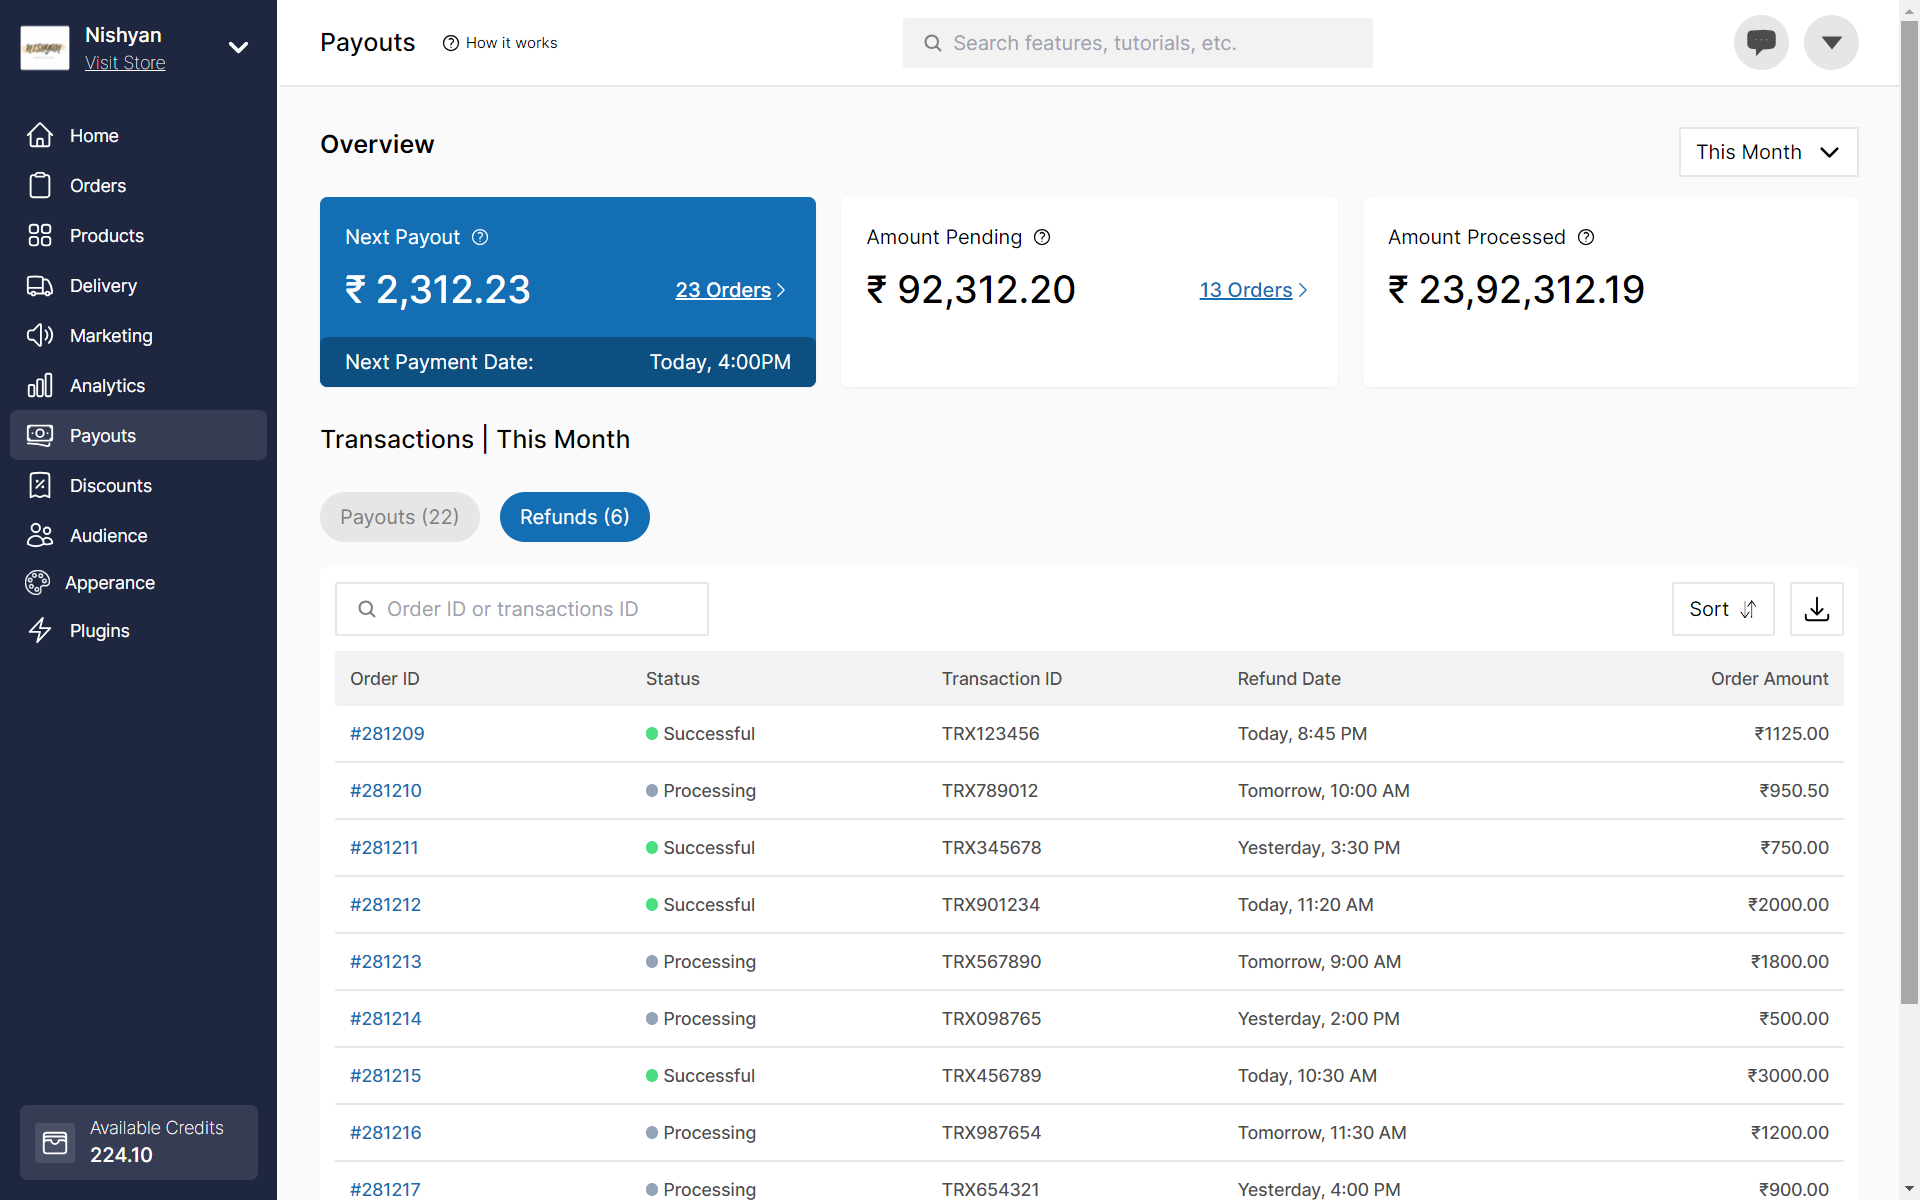 NISHYAN
Nishyan
Visit Store
Home
Orders
Products
Delivery
Marketing
Analytics
Payouts
Discounts
Audience
Apperance
Plugins
Available Credits
224.10
Payouts
How it works
Search features, tutorials, etc.
Overview
This Month
Next Payout
₹ 2,312.23
23 Orders
Next Payment Date: Today, 4:00PM
Amount Pending
₹ 92,312.20
13 Orders
Amount Processed
₹ 23,92,312.19
Transactions | This Month
Payouts (22)
Refunds (6)
Order ID or transactions ID
Sort
Order ID Status Transaction ID Refund Date Order Amount
#281209 Successful TRX123456 Today, 8:45 PM ₹1125.00
#281210 Processing TRX789012 Tomorrow, 10:00 AM ₹950.50
#281211 Successful TRX345678 Yesterday, 3:30 PM ₹750.00
#281212 Successful TRX901234 Today, 11:20 AM ₹2000.00
#281213 Processing TRX567890 Tomorrow, 9:00 AM ₹1800.00
#281214 Processing TRX098765 Yesterday, 2:00 PM ₹500.00
#281215 Successful TRX456789 Today, 10:30 AM ₹3000.00
#281216 Processing TRX987654 Tomorrow, 11:30 AM ₹1200.00
#281217 Processing TRX654321 Yesterday, 4:00 PM ₹900.00